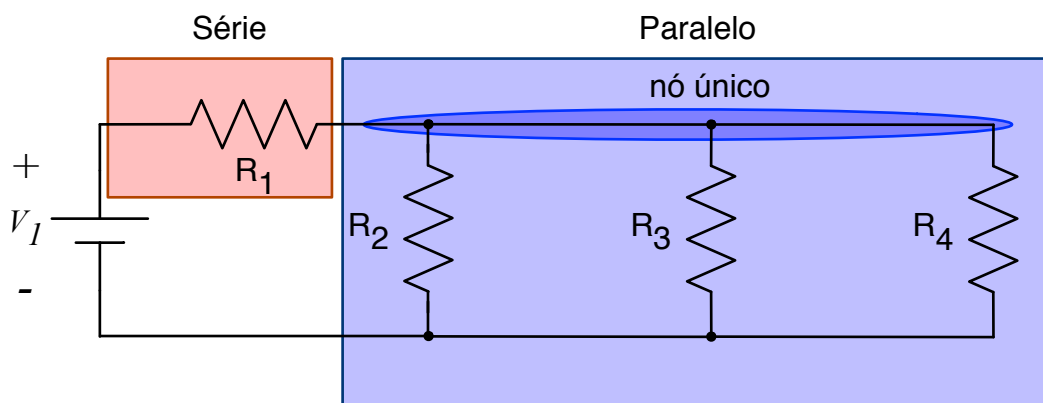 Série
Paralelo
nó único
R1
+
V1
-
R2
R3
R4